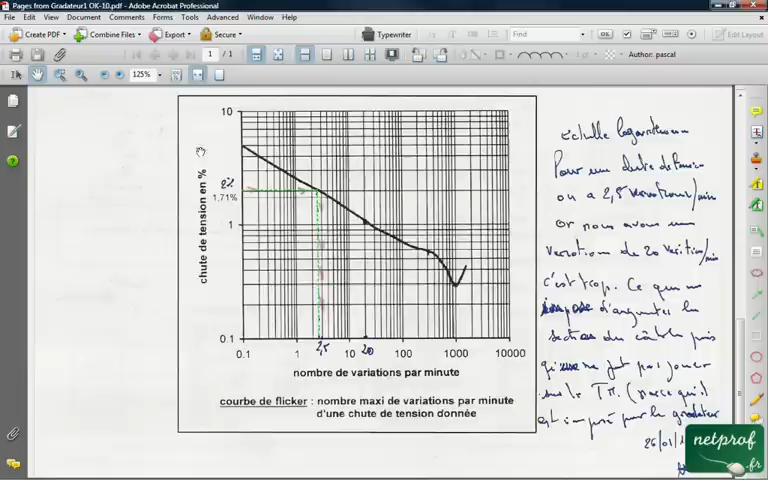 Pages from Gradateur1 OK-10.pdf - Adobe Acrobat Professional
File Edit View Document Comments Forms Tools Advanced Window Help
Create PDF Combine Files Export Secure Typewriter Find Edit Layout
1 / 1 Author: pascal
125%
10
1
0.1
2%
1,71%
chute de tension en %
0.1 1 10 100 1000 10000
2,5 20
nombre de variations par minute
courbe de flicker : nombre maxi de variations par minute
d'une chute de tension donnée
échelle logarithmique
Pour une chute de tension
on a 2,5 variations/min
or nous avons une
variation de 20 /min
c'est trop. Ce que
d'augmenter la
section du câble puis
ne peut pas jouer
sur le (parce qu'il
est imposé par le gradateur
26/01/
netprof
.fr